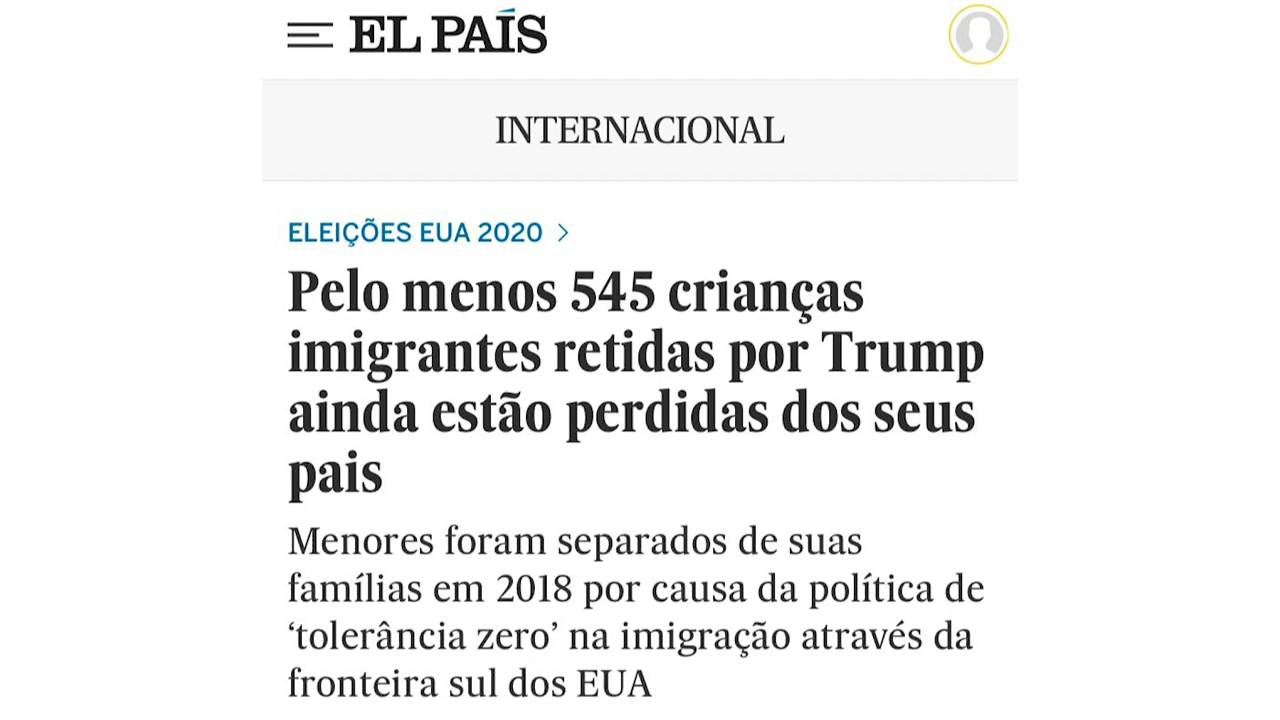 EL PAÍS
INTERNACIONAL
ELEIÇÕES EUA 2020 >
Pelo menos 545 crianças
imigrantes retidas por Trump
ainda estão perdidas dos seus
pais
Menores foram separados de suas
famílias em 2018 por causa da política de
‘tolerância zero’ na imigração através da
fronteira sul dos EUA